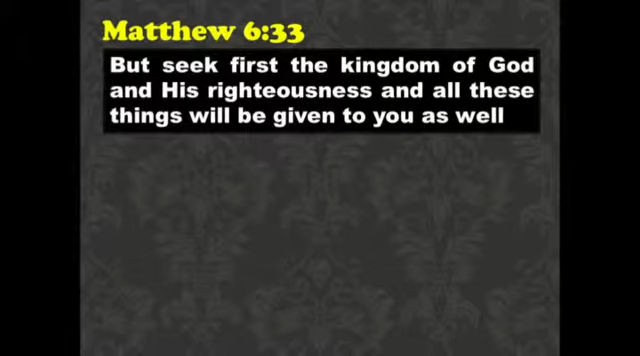 Matthew 6:33
But seek first the kingdom of God
and His righteousness and all these
things will be given to you as well